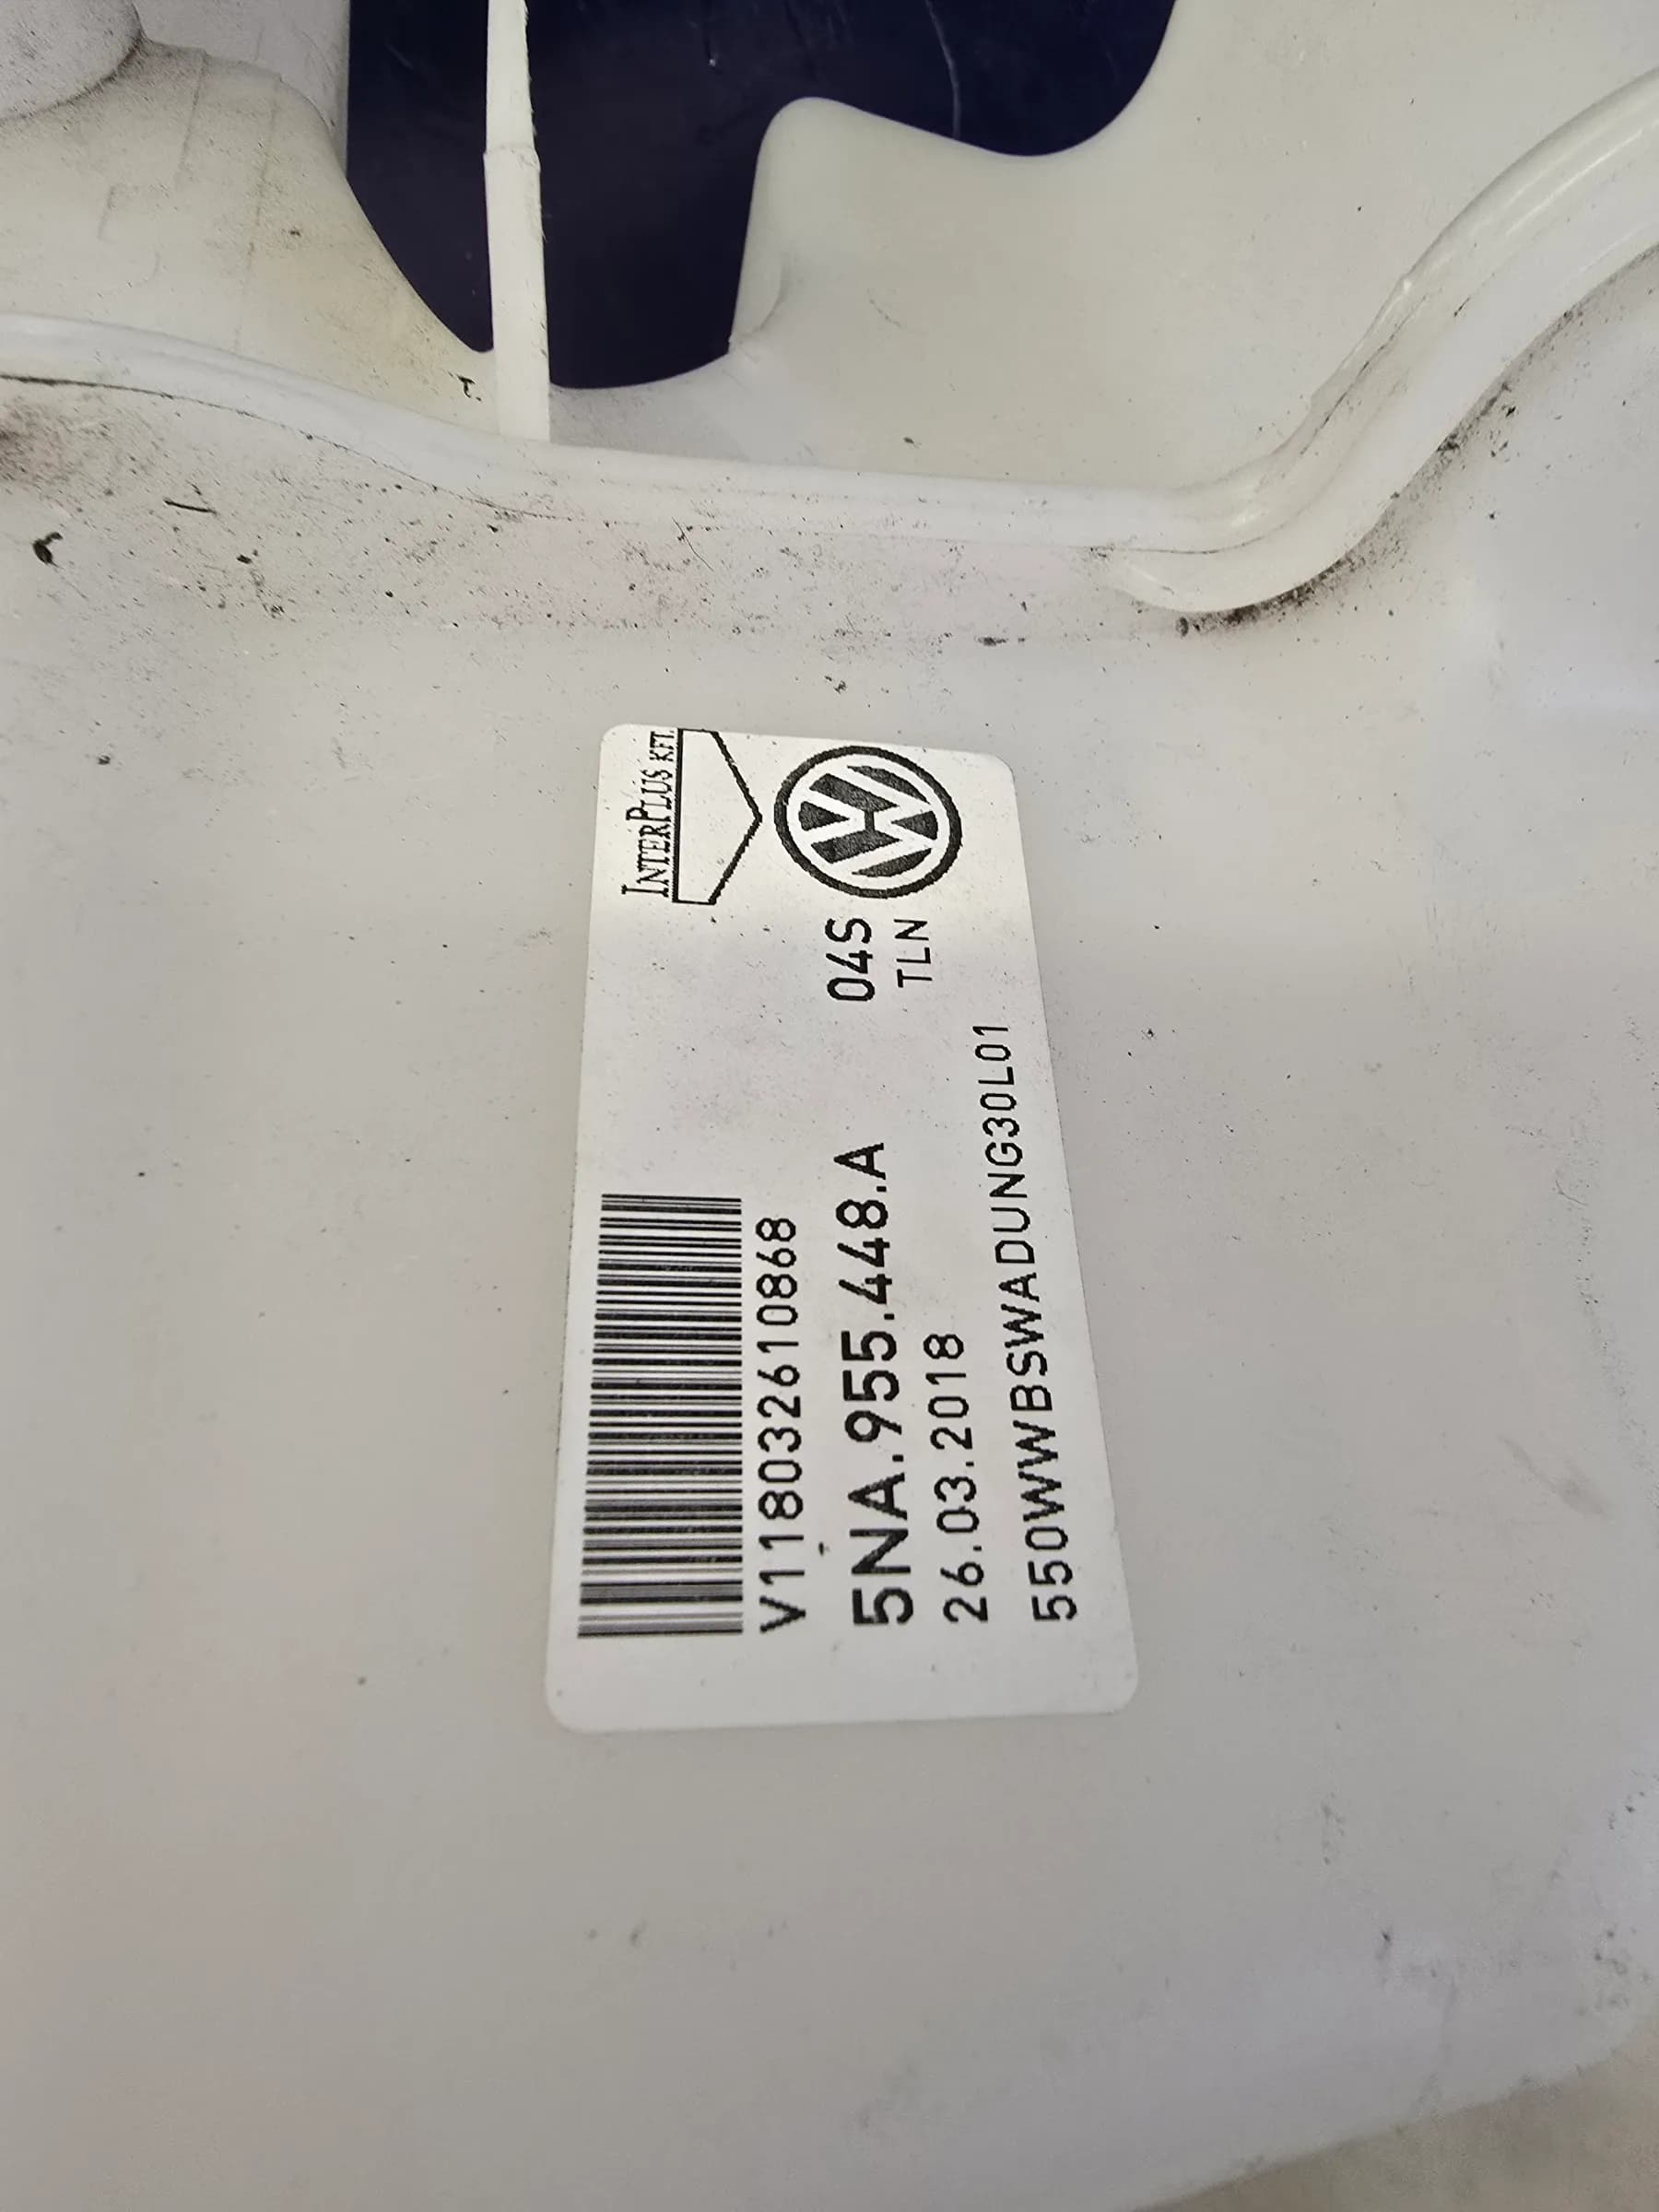 INTERPLUS KFT.
V118032610868
5NA.955.448.A
04S
TLN
26.03.2018
550WWBSWADUNG30L01